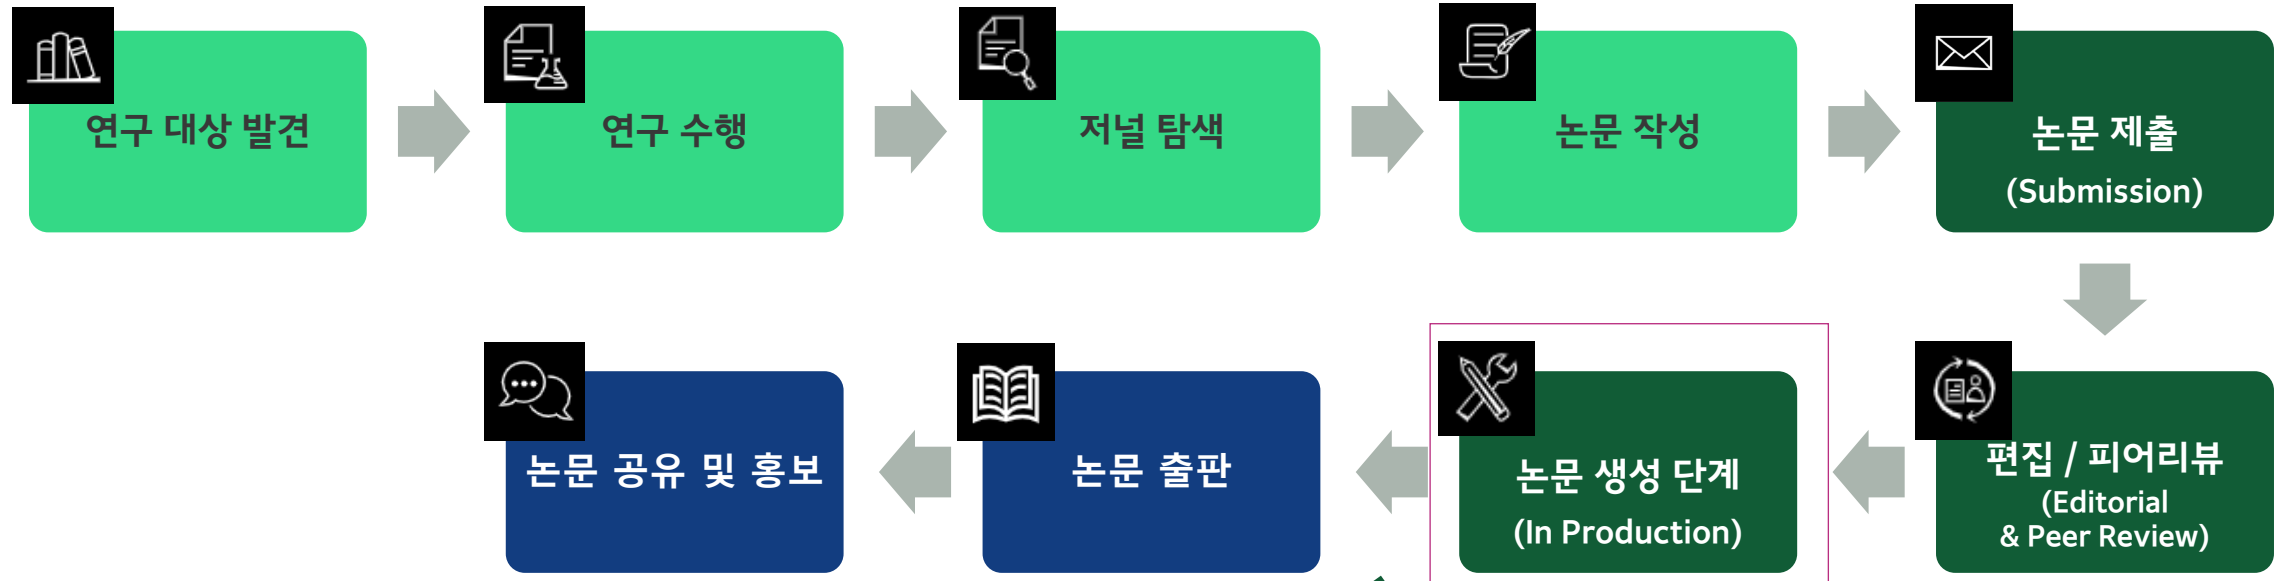 연구 대상 발견
연구 수행
저널 탐색
논문 작성
논문 제출
(Submission)
편집 / 피어리뷰
(Editorial
& Peer Review)
논문 생성 단계
(In Production)
논문 출판
논문 공유 및 홍보